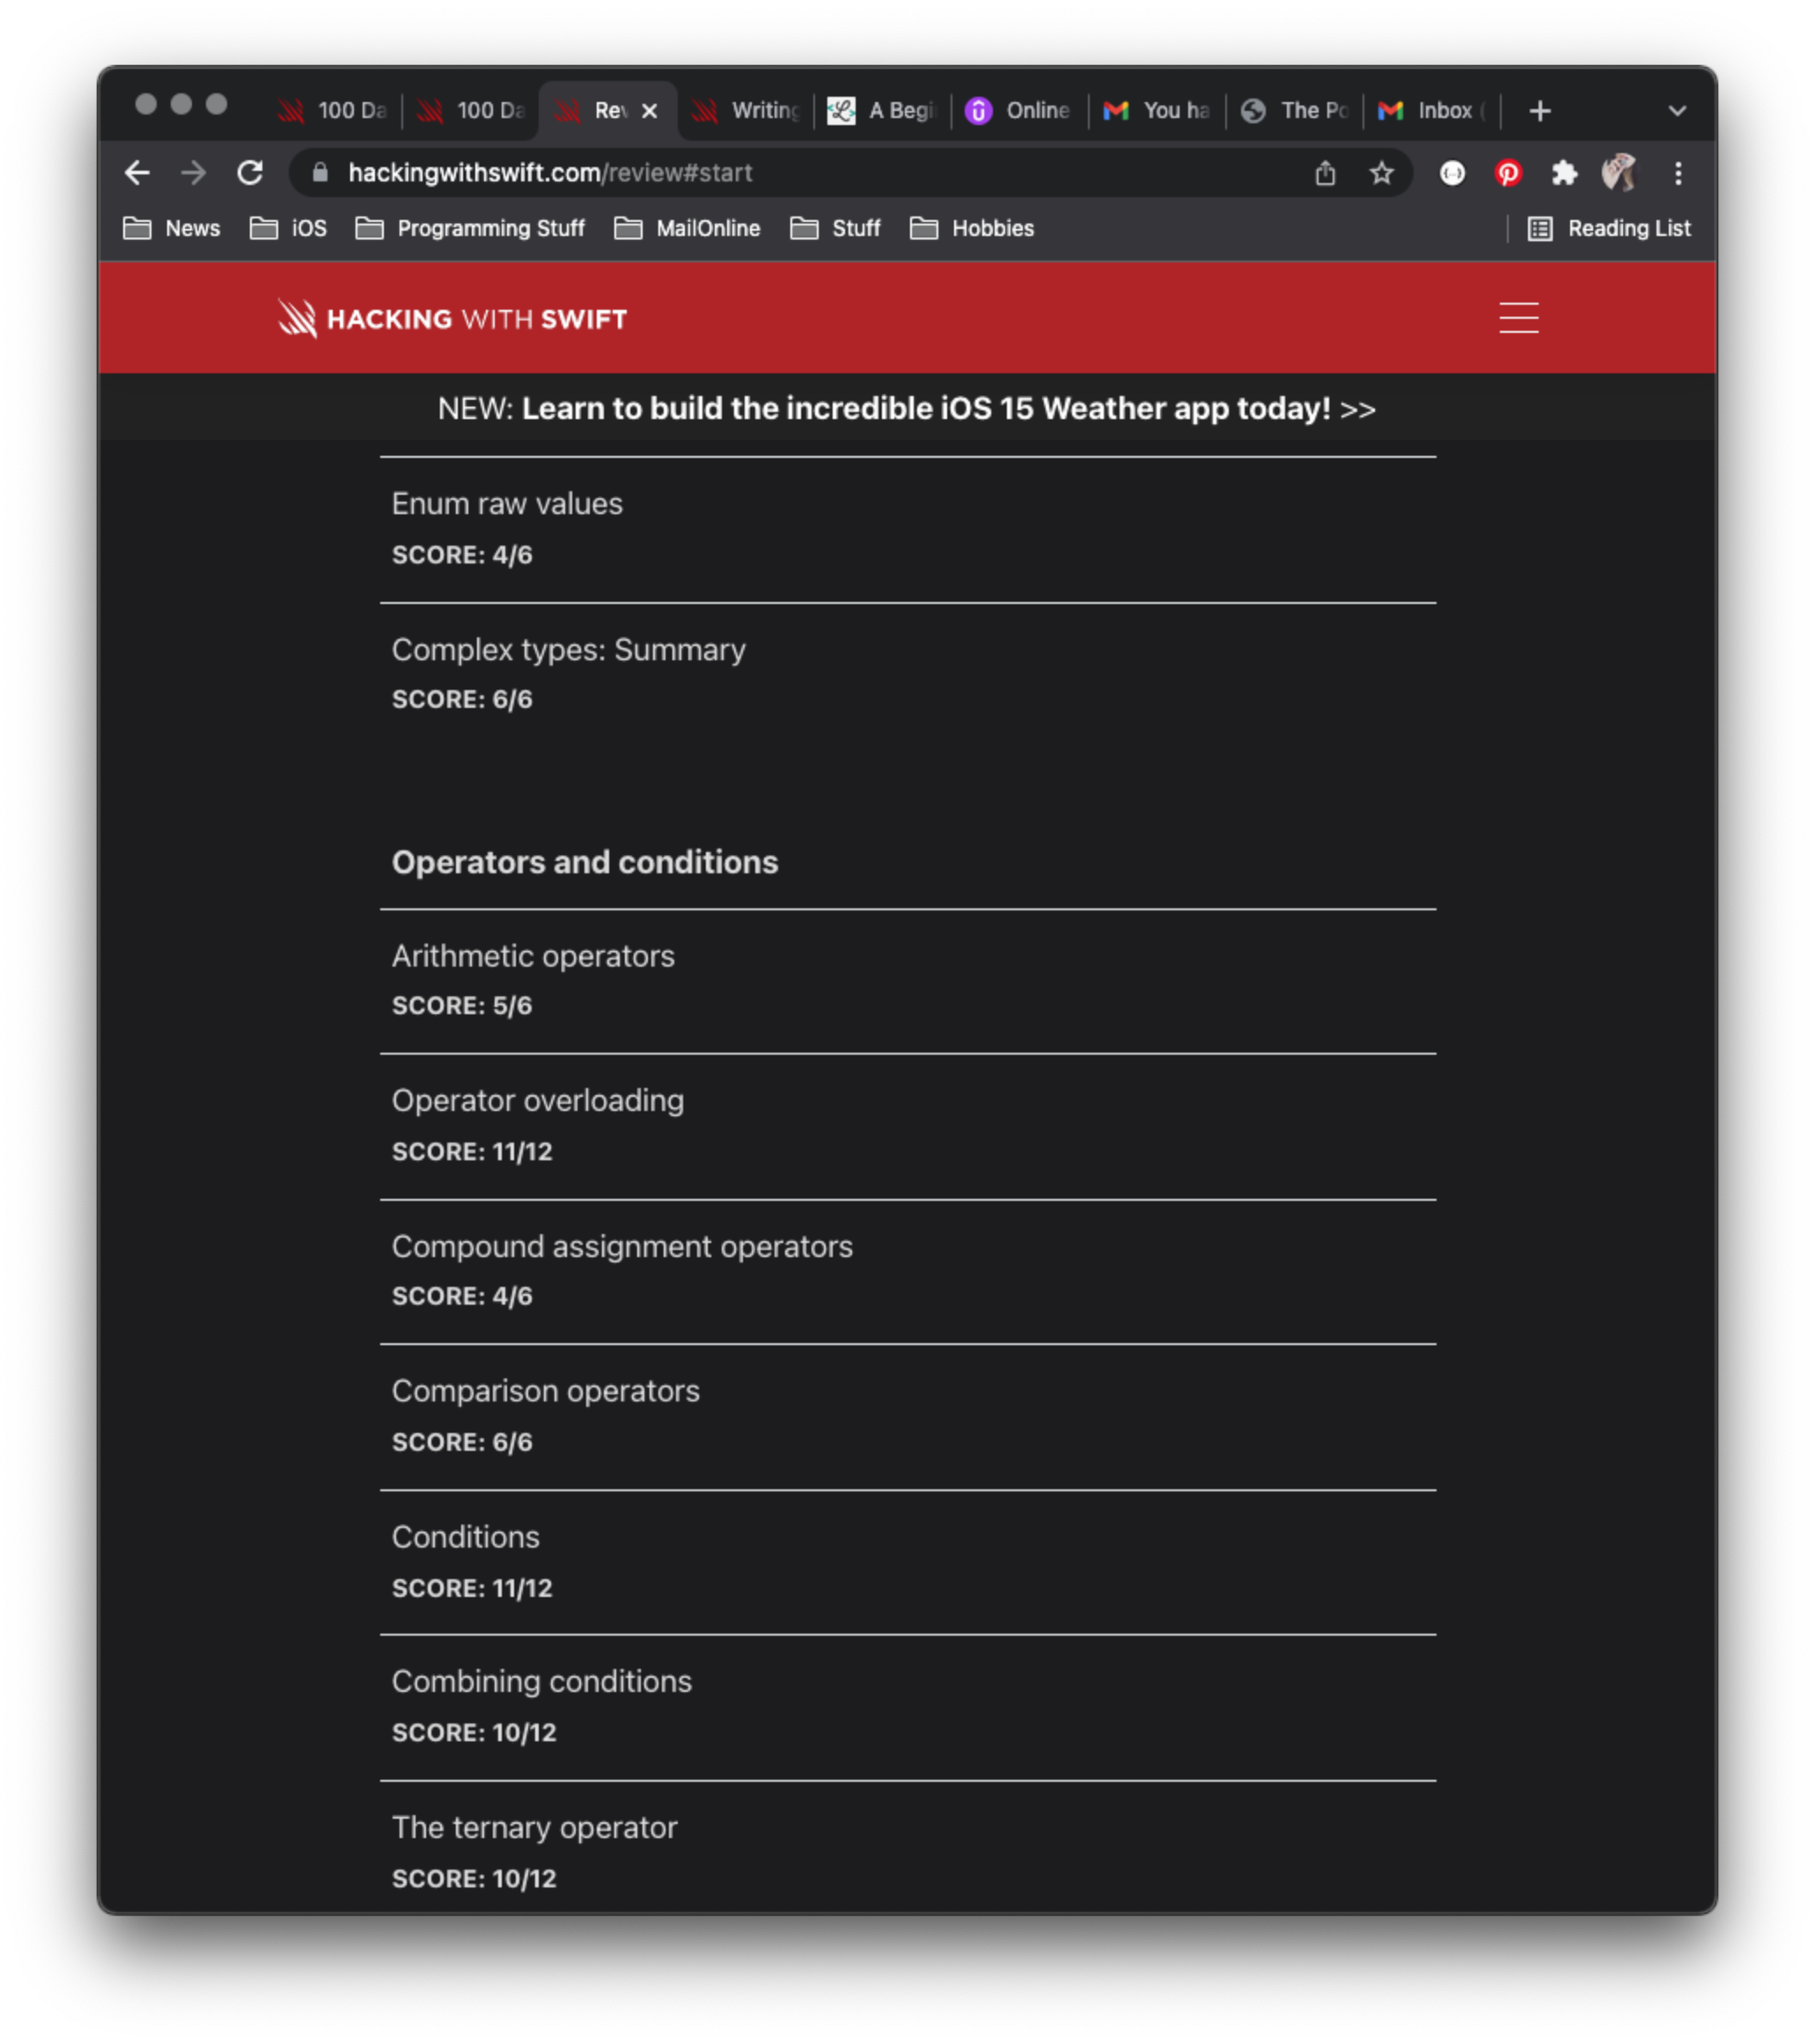 100 Da 100 Da Rev Writing A Begi Online You ha The Po Inbox (
hackingwithswift.com/review#start
News iOS Programming Stuff MailOnline Stuff Hobbies Reading List
HACKING WITH SWIFT
NEW: Learn to build the incredible iOS 15 Weather app today! >>
Enum raw values
SCORE: 4/6
Complex types: Summary
SCORE: 6/6
Operators and conditions
Arithmetic operators
SCORE: 5/6
Operator overloading
SCORE: 11/12
Compound assignment operators
SCORE: 4/6
Comparison operators
SCORE: 6/6
Conditions
SCORE: 11/12
Combining conditions
SCORE: 10/12
The ternary operator
SCORE: 10/12